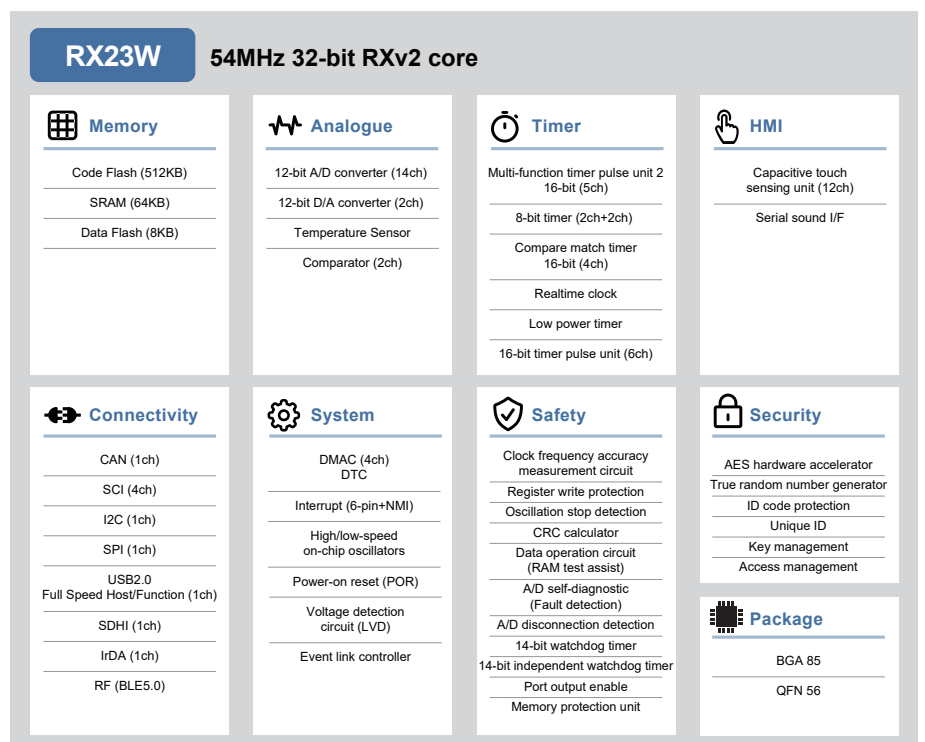 RX23W
54MHz 32-bit RXv2 core
Memory
Code Flash (512KB)
SRAM (64KB)
Data Flash (8KB)
Analogue
12-bit A/D converter (14ch)
12-bit D/A converter (2ch)
Temperature Sensor
Comparator (2ch)
Timer
Multi-function timer pulse unit 2
16-bit (5ch)
8-bit timer (2ch+2ch)
Compare match timer
16-bit (4ch)
Realtime clock
Low power timer
16-bit timer pulse unit (6ch)
HMI
Capacitive touch
sensing unit (12ch)
Serial sound I/F
Connectivity
CAN (1ch)
SCI (4ch)
I2C (1ch)
SPI (1ch)
USB2.0
Full Speed Host/Function (1ch)
SDHI (1ch)
IrDA (1ch)
RF (BLE5.0)
System
DMAC (4ch)
DTC
Interrupt (6-pin+NMI)
High/low-speed
on-chip oscillators
Power-on reset (POR)
Voltage detection
circuit (LVD)
Event link controller
Safety
Clock frequency accuracy
measurement circuit
Register write protection
Oscillation stop detection
CRC calculator
Data operation circuit
(RAM test assist)
A/D self-diagnostic
(Fault detection)
A/D disconnection detection
14-bit watchdog timer
14-bit independent watchdog timer
Port output enable
Memory protection unit
Security
AES hardware accelerator
True random number generator
ID code protection
Unique ID
Key management
Access management
Package
BGA 85
QFN 56